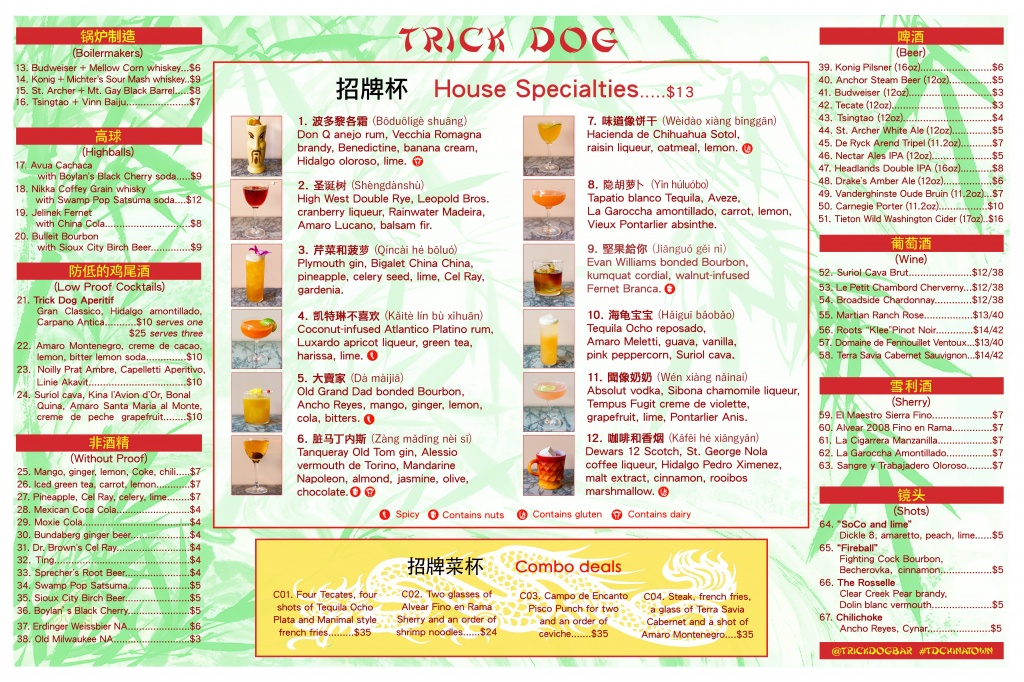 TRICK DOG
锅炉制造
(Boilermakers)
13. Budweiser + Mellow Corn whiskey...$6
14. Konig + Michter's Sour Mash whiskey..$9
15. St. Archer + Mt. Gay Black Barrel.....$8
16. Tsingtao + Vinn Baiju...................$7
高球
(Highballs)
17. Avua Cachaca
with Boylan's Black Cherry soda....$9
18. Nikka Coffey Grain whisky
with Swamp Pop Satsuma soda....$12
19. Jelinek Fernet
with China Cola...........................$8
20. Bulleit Bourbon
with Sioux City Birch Beer.............$9
防低的鸡尾酒
(Low Proof Cocktails)
21. Trick Dog Aperitif
Gran Classico, Hidalgo amontillado,
Carpano Antica..........$10 serves one
$25 serves three
22. Amaro Montenegro, creme de cacao,
lemon, bitter lemon soda..............$10
23. Noilly Prat Ambre, Capelletti Aperitivo,
Linie Akavit................................$10
24. Suriol cava, Kina l'Avion d'Or, Bonal
Quina, Amaro Santa Maria al Monte,
creme de peche grapefruit.........$10
非酒精
(Without Proof)
25. Mango, ginger, lemon, Coke, chili.....$7
26. Iced green tea, carrot, lemon...........$7
27. Pineapple, Cel Ray, celery, lime........$7
28. Mexican Coca Cola.......................$4
29. Moxie Cola..................................$4
30. Bundaberg ginger beer..................$4
31. Dr. Brown's Cel Ray......................$4
32. Ting...........................................$4
33. Sprecher's Root Beer....................$4
34. Swamp Pop Satsuma....................$5
35. Sioux City Birch Beer....................$5
36. Boylan's Black Cherry...................$5
37. Erdinger Weissbier NA...................$6
38. Old Milwaukee NA........................$3
招牌杯 House Specialties.....$13
1. 波多黎各霜 (Bōduōlígè shuāng)
Don Q anejo rum, Vecchia Romagna
brandy, Benedictine, banana cream,
Hidalgo oloroso, lime.
2. 圣诞树 (Shèngdànshù)
High West Double Rye, Leopold Bros.
cranberry liqueur, Rainwater Madeira,
Amaro Lucano, balsam fir.
3. 芹菜和菠萝 (Qíncài hé bōluó)
Plymouth gin, Bigalet China China,
pineapple, celery seed, lime, Cel Ray,
gardenia.
4. 凯特琳不喜欢 (Kǎitè lín bù xǐhuān)
Coconut-infused Atlantico Platino rum,
Luxardo apricot liqueur, green tea,
harissa, lime.
5. 大賣家 (Dà màijiā)
Old Grand Dad bonded Bourbon,
Ancho Reyes, mango, ginger, lemon,
cola, bitters.
6. 脏马丁内斯 (Zàng mǎdīng nèi sī)
Tanqueray Old Tom gin, Alessio
vermouth de Torino, Mandarine
Napoleon, almond, jasmine, olive,
chocolate.
7. 味道像饼干 (Wèidào xiàng bǐnggān)
Hacienda de Chihuahua Sotol,
raisin liqueur, oatmeal, lemon.
8. 隐胡萝卜 (Yǐn húluóbo)
Tapatio blanco Tequila, Aveze,
La Garoccha amontillado, carrot, lemon,
Vieux Pontarlier absinthe.
9. 堅果給你 (Jiānguǒ gěi nǐ)
Evan Williams bonded Bourbon,
kumquat cordial, walnut-infused
Fernet Branca.
10. 海龟宝宝 (Hǎiguī bǎobǎo)
Tequila Ocho reposado,
Amaro Meletti, guava, vanilla,
pink peppercorn, Suriol cava.
11. 聞像奶奶 (Wén xiàng nǎinai)
Absolut vodka, Sibona chamomile liqueur,
Tempus Fugit creme de violette,
grapefruit, lime, Pontarlier Anis.
12. 咖啡和香烟 (Kāfēi hé xiāngyān)
Dewars 12 Scotch, St. George Nola
coffee liqueur, Hidalgo Pedro Ximenez,
malt extract, cinnamon, rooibos
marshmallow.
Spicy Contains nuts Contains gluten Contains dairy
招牌菜杯 Combo deals
C01. Four Tecates, four
shots of Tequila Ocho
Plata and Manimal style
french fries........$35
C02. Two glasses of
Alvear Fino en Rama
Sherry and an order of
shrimp noodles......$24
C03. Campo de Encanto
Pisco Punch for two
and an order of
ceviche.......$35
C04. Steak, french fries,
a glass of Terra Savia
Cabernet and a shot of
Amaro Montenegro....$35
啤酒
(Beer)
39. Konig Pilsner (16oz)........................$6
40. Anchor Steam Beer (12oz)...............$5
41. Budweiser (12oz)...........................$3
42. Tecate (12oz)................................$3
43. Tsingtao (12oz).............................$4
44. St. Archer White Ale (12oz).............$5
45. De Ryck Arend Tripel (11.2oz).........$7
46. Nectar Ales IPA (12oz)...................$5
47. Headlands Double IPA (16oz)..........$8
48. Drake's Amber Ale (12oz)...............$6
49. Vanderghinste Oude Bruin (11.2oz)..$7
50. Carnegie Porter (11.2oz)...............$10
51. Tieton Wild Washington Cider (17oz)..$16
葡萄酒
(Wine)
52. Suriol Cava Brut.....................$12/38
53. Le Petit Chambord Cherverny...$12/38
54. Broadside Chardonnay............$12/38
55. Martian Ranch Rose................$13/40
56. Roots "Klee"Pinot Noir............$14/42
57. Domaine de Fennouillet Ventoux...$13/40
58. Terra Savia Cabernet Sauvignon...$14/42
雪利酒
(Sherry)
59. El Maestro Sierra Fino....................$7
60. Alvear 2008 Fino en Rama..............$7
61. La Cigarrera Manzanilla.................$7
62. La Garoccha Amontillado...............$7
63. Sangre y Trabajadero Oloroso........$7
镜头
(Shots)
64. "SoCo and lime"
Dickle 8, amaretto, peach, lime......$5
65. "Fireball"
Fighting Cock Bourbon,
Becherovka, cinnamon.................$5
66. The Rosselle
Clear Creek Pear brandy,
Dolin blanc vermouth...................$5
67. Chilichoke
Ancho Reyes, Cynar.....................$5
@TRICKDOGBAR #TDCHINATOWN